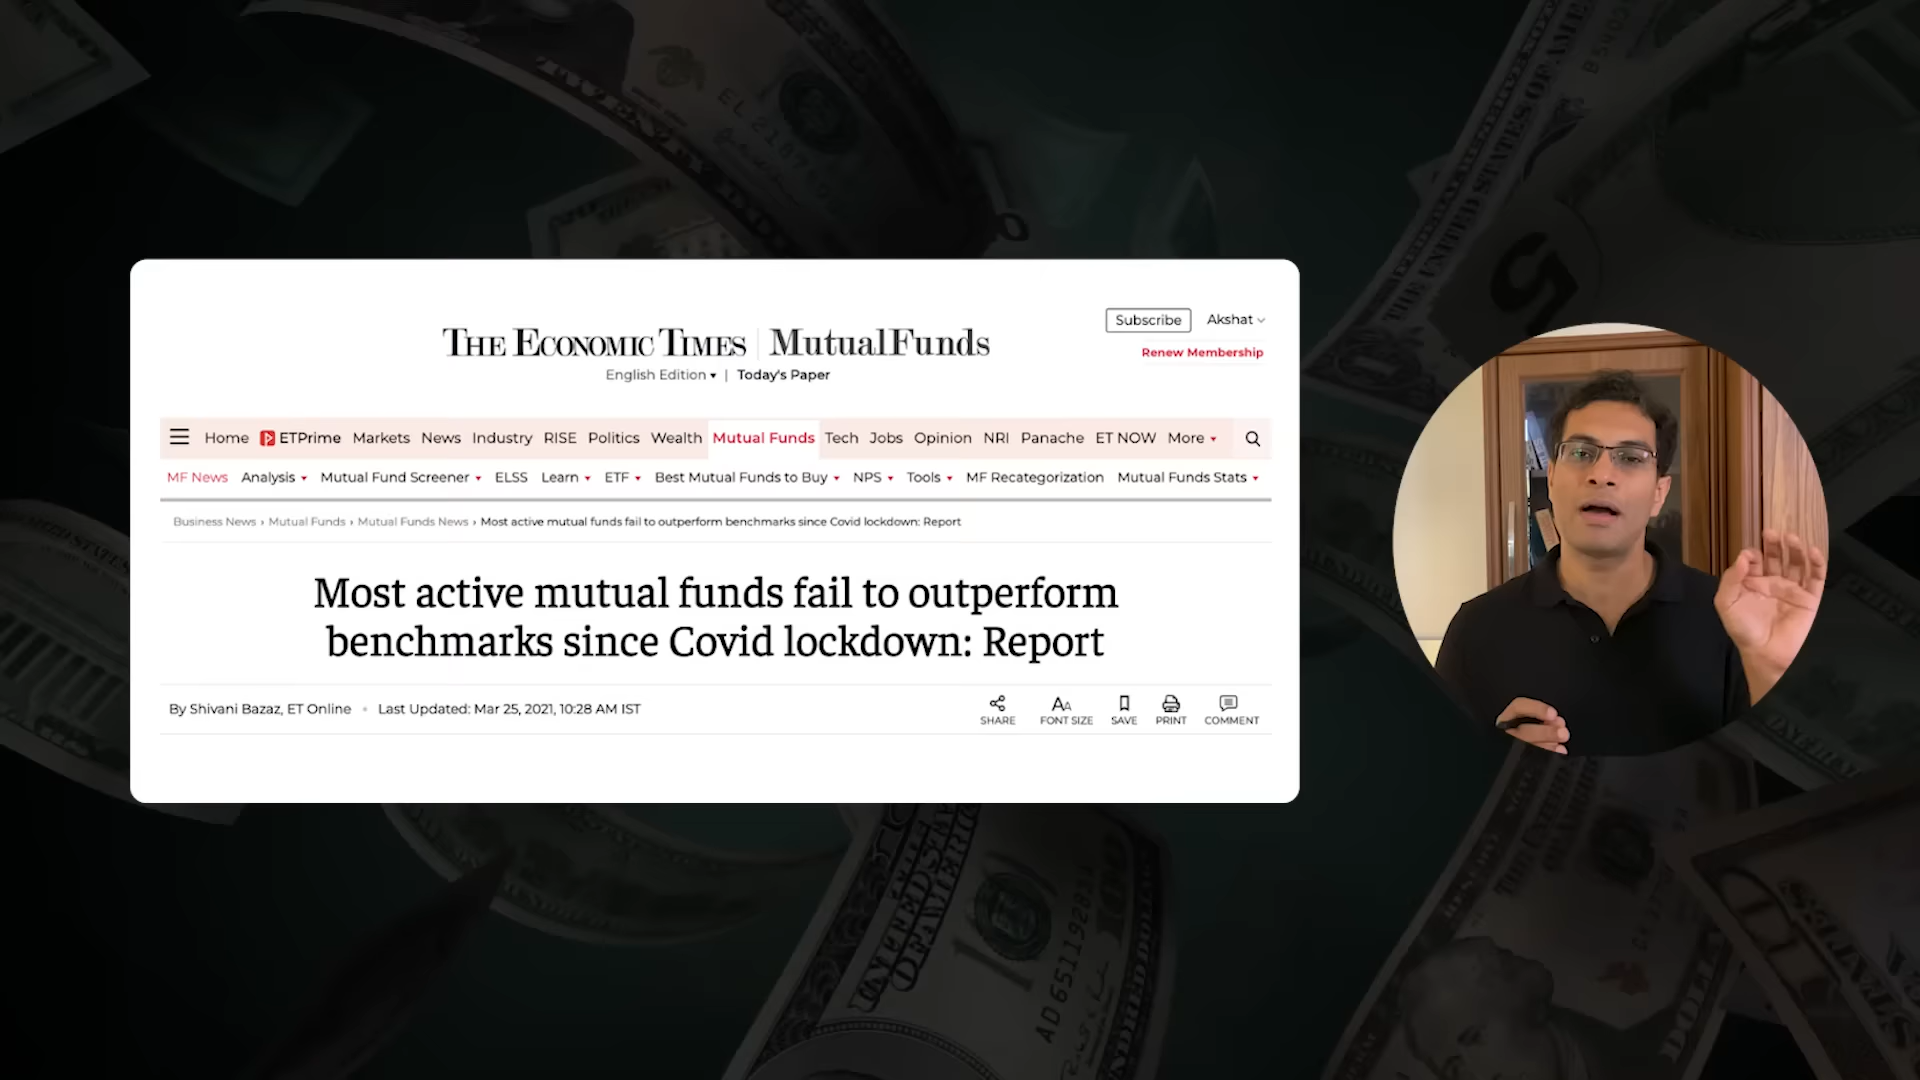 THE ECONOMIC TIMES | MutualFunds
Subscribe Akshat
Renew Membership
English Edition | Today's Paper
Home ETPrime Markets News Industry RISE Politics Wealth Mutual Funds Tech Jobs Opinion NRI Panache ET NOW More
MF News Analysis Mutual Fund Screener ELSS Learn ETF Best Mutual Funds to Buy NPS Tools MF Recategorization Mutual Funds Stats
Business News › Mutual Funds › Mutual Funds News › Most active mutual funds fail to outperform benchmarks since Covid lockdown: Report
Most active mutual funds fail to outperform
benchmarks since Covid lockdown: Report
By Shivani Bazaz, ET Online • Last Updated: Mar 25, 2021, 10:28 AM IST
SHARE FONT SIZE SAVE PRINT COMMENT